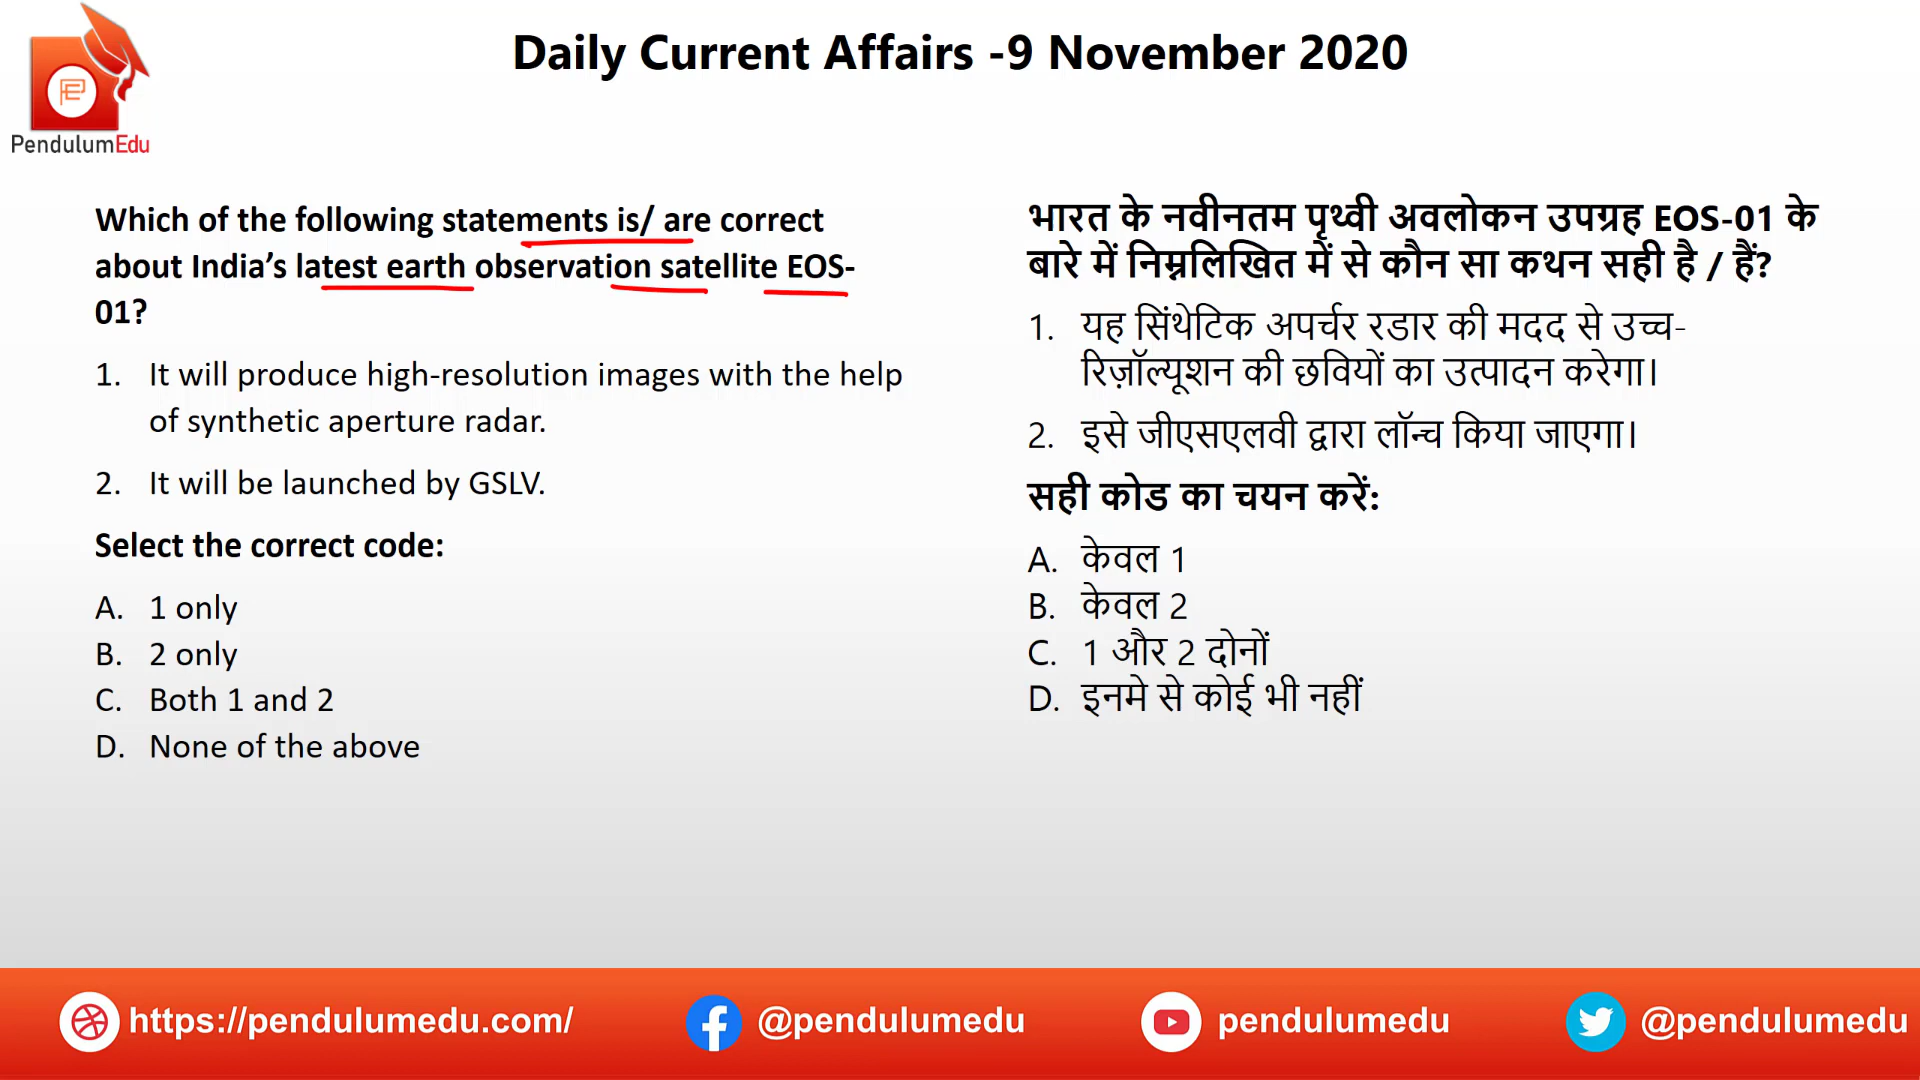 Daily Current Affairs -9 November 2020
PendulumEdu
Which of the following statements is/ are correct
about India’s latest earth observation satellite EOS-
01?
1. It will produce high-resolution images with the help
of synthetic aperture radar.
2. It will be launched by GSLV.
Select the correct code:
A. 1 only
B. 2 only
C. Both 1 and 2
D. None of the above
भारत के नवीनतम पृथ्वी अवलोकन उपग्रह EOS-01 के
बारे में निम्नलिखित में से कौन सा कथन सही है / हैं?
1. यह सिंथेटिक अपर्चर रडार की मदद से उच्च-
रिज़ॉल्यूशन की छवियों का उत्पादन करेगा।
2. इसे जीएसएलवी द्वारा लॉन्च किया जाएगा।
सही कोड का चयन करें:
A. केवल 1
B. केवल 2
C. 1 और 2 दोनों
D. इनमे से कोई भी नहीं
https://pendulumedu.com/
@pendulumedu
pendulumedu
@pendulumedu